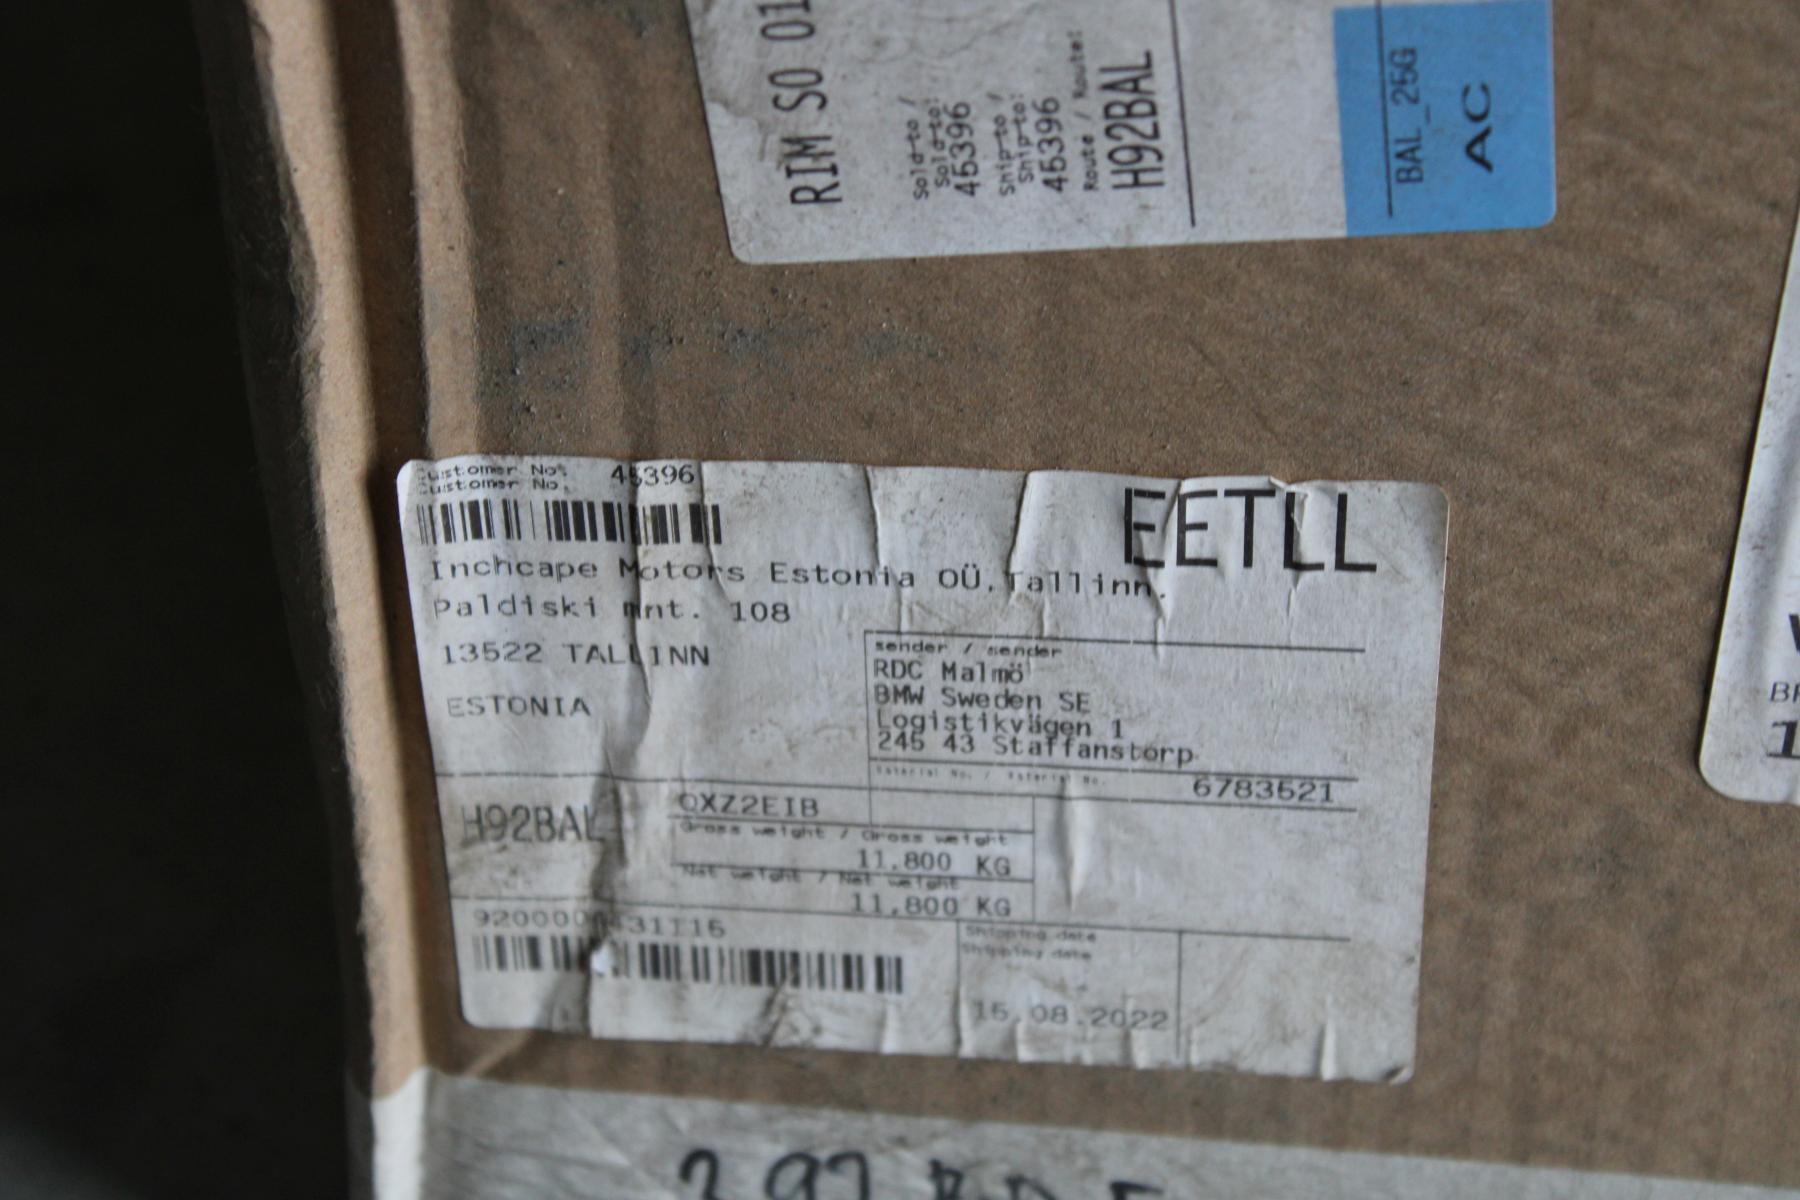 RIM SO 01
Sold-to /
Sold-to:
45396
Ship-to /
Ship-to:
45396
Route / Route:
H92BAL
BAL_25G
AC
Customer No.
Customer No.
45396
EETLL
Inchcape Motors Estonia OÜ, Tallinn.
Paldiski mnt. 108
13522 TALLINN
ESTONIA
sender / sender
RDC Malmö
BMW Sweden SE
Logistikvägen 1
245 43 Staffanstorp
Material No. / Material No.
6783521
H92BAL
QXZ2EIB
Gross weight / Gross weight
11,800 KG
Net weight / Net weight
11,800 KG
Shipping date
Shipping date
15.08.2022